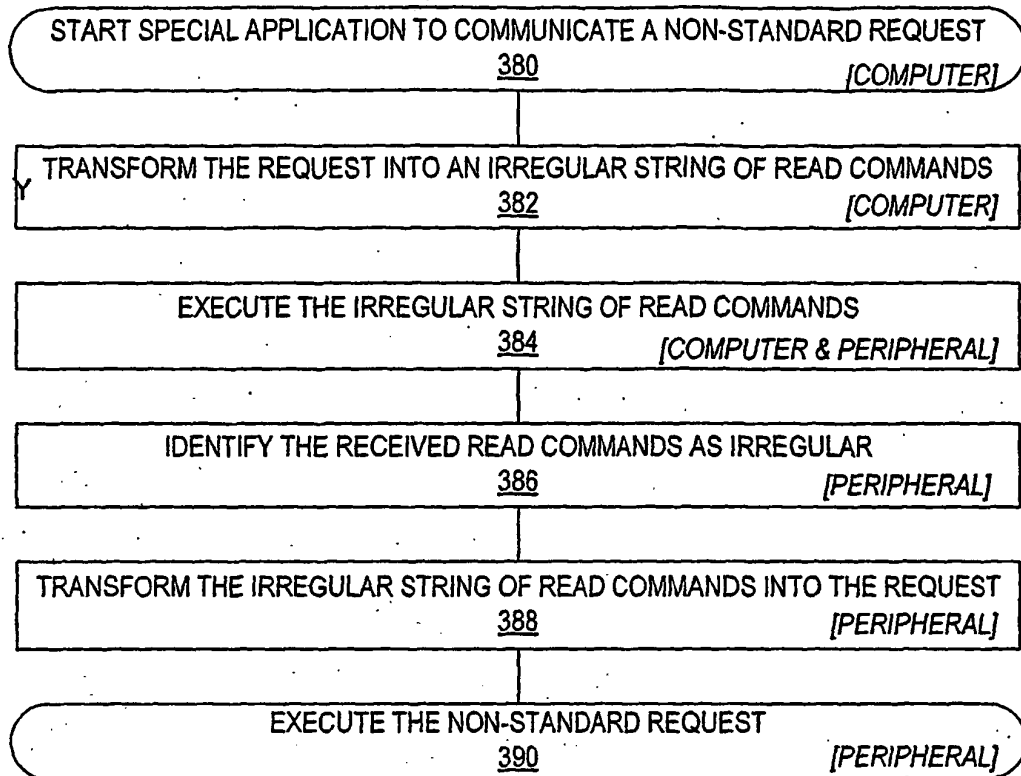 START SPECIAL APPLICATION TO COMMUNICATE A NON-STANDARD REQUEST
380 [COMPUTER]
TRANSFORM THE REQUEST INTO AN IRREGULAR STRING OF READ COMMANDS
Y
382 [COMPUTER]
EXECUTE THE IRREGULAR STRING OF READ COMMANDS
384 [COMPUTER & PERIPHERAL]
IDENTIFY THE RECEIVED READ COMMANDS AS IRREGULAR
386 [PERIPHERAL]
TRANSFORM THE IRREGULAR STRING OF READ COMMANDS INTO THE REQUEST
388 [PERIPHERAL]
EXECUTE THE NON-STANDARD REQUEST
390 [PERIPHERAL]